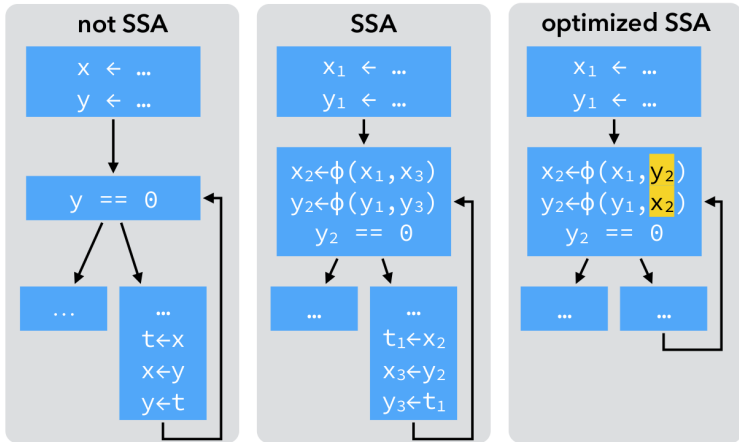 not SSA
x ← …
y ← …
y == 0
…
…
t←x
x←y
y←t
SSA
x₁ ← …
y₁ ← …
x₂←ϕ(x₁,x₃)
y₂←ϕ(y₁,y₃)
y₂ == 0
…
…
t₁←x₂
x₃←y₂
y₃←t₁
optimized SSA
x₁ ← …
y₁ ← …
x₂←ϕ(x₁,y₂)
y₂←ϕ(y₁,x₂)
y₂ == 0
…
…